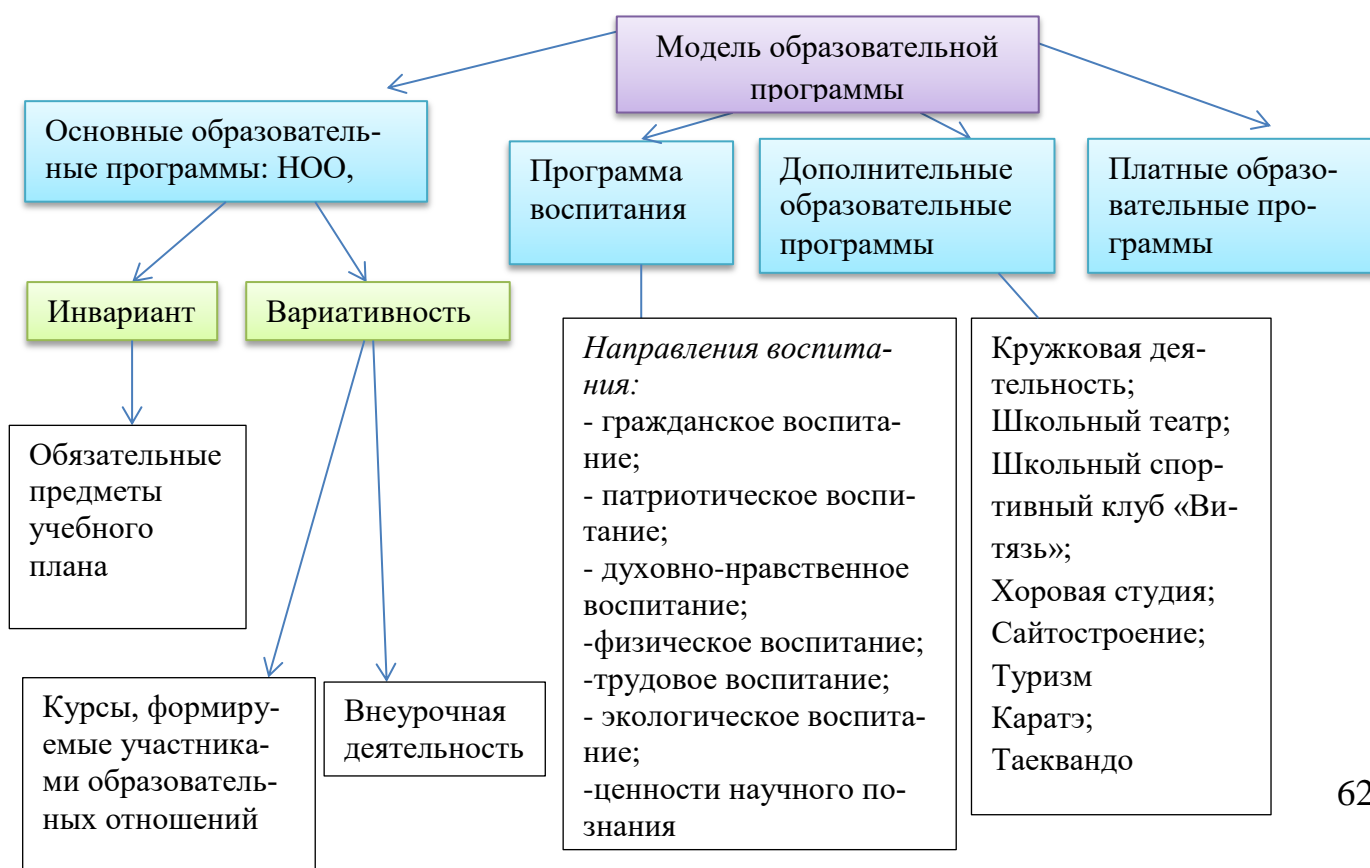 Модель образовательной
программы
Основные образователь-
ные программы: НОО,
Программа
воспитания
Дополнительные
образовательные
программы
Платные образо-
вательные про-
граммы
Инвариант
Вариативность
Обязательные
предметы
учебного
плана
Курсы, формиру-
емые участника-
ми образователь-
ных отношений
Внеурочная
деятельность
Направления воспита-
ния:
- гражданское воспита-
ние;
- патриотическое воспи-
тание;
- духовно-нравственное
воспитание;
-физическое воспитание;
-трудовое воспитание;
- экологическое воспита-
ние;
-ценности научного по-
знания
Кружковая дея-
тельность;
Школьный театр;
Школьный спор-
тивный клуб «Ви-
тязь»;
Хоровая студия;
Сайтостроение;
Туризм
Каратэ;
Таеквандо
62